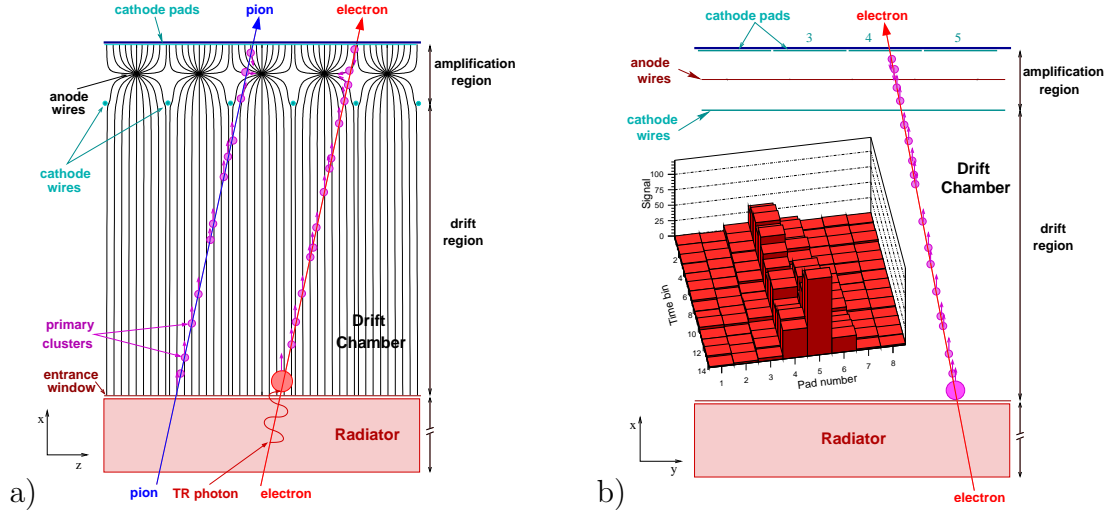 cathode pads
pion
electron
anode
wires
cathode
wires
primary
clusters
entrance
window
Drift
Chamber
amplification
region
drift
region
Radiator
x
z
a)
pion
TR photon
electron
electron
cathode pads
3 4 5
anode
wires
cathode
wires
amplification
region
Drift
Chamber
drift
region
Signal
100
75
50
25
0
Time bin
2
4
6
8
10
12
14
1 2 3 4 5 6 7 8
Pad number
Radiator
x
y
b)
electron